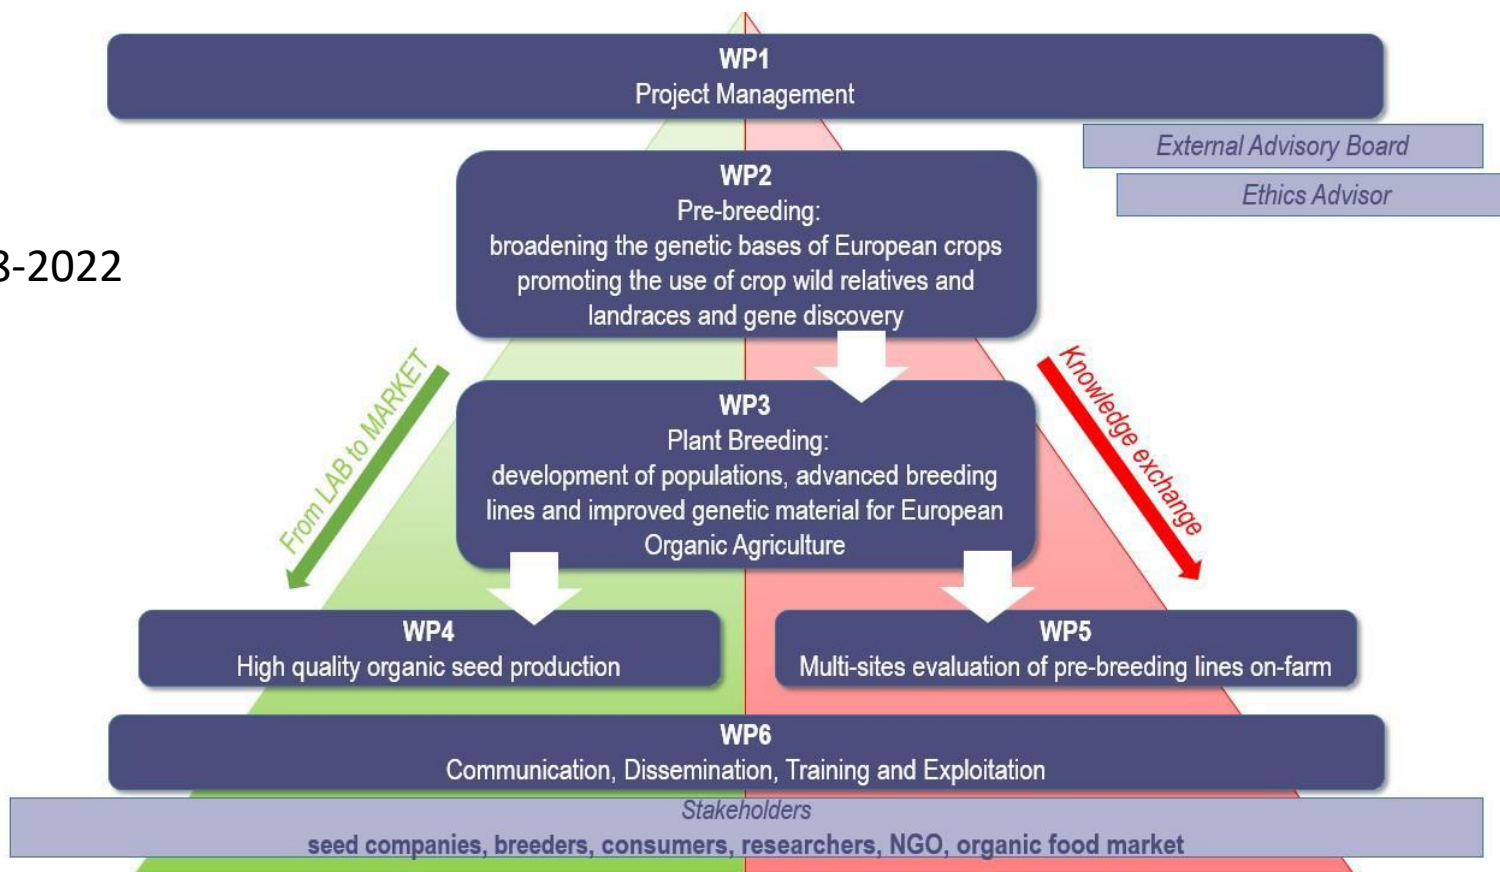 WP1
Project Management
External Advisory Board
Ethics Advisor
WP2
Pre-breeding:
broadening the genetic bases of European crops
promoting the use of crop wild relatives and
landraces and gene discovery
8-2022
From LAB to MARKET
Knowledge exchange
WP3
Plant Breeding:
development of populations, advanced breeding
lines and improved genetic material for European
Organic Agriculture
WP4
High quality organic seed production
WP5
Multi-sites evaluation of pre-breeding lines on-farm
WP6
Communication, Dissemination, Training and Exploitation
Stakeholders
seed companies, breeders, consumers, researchers, NGO, organic food market